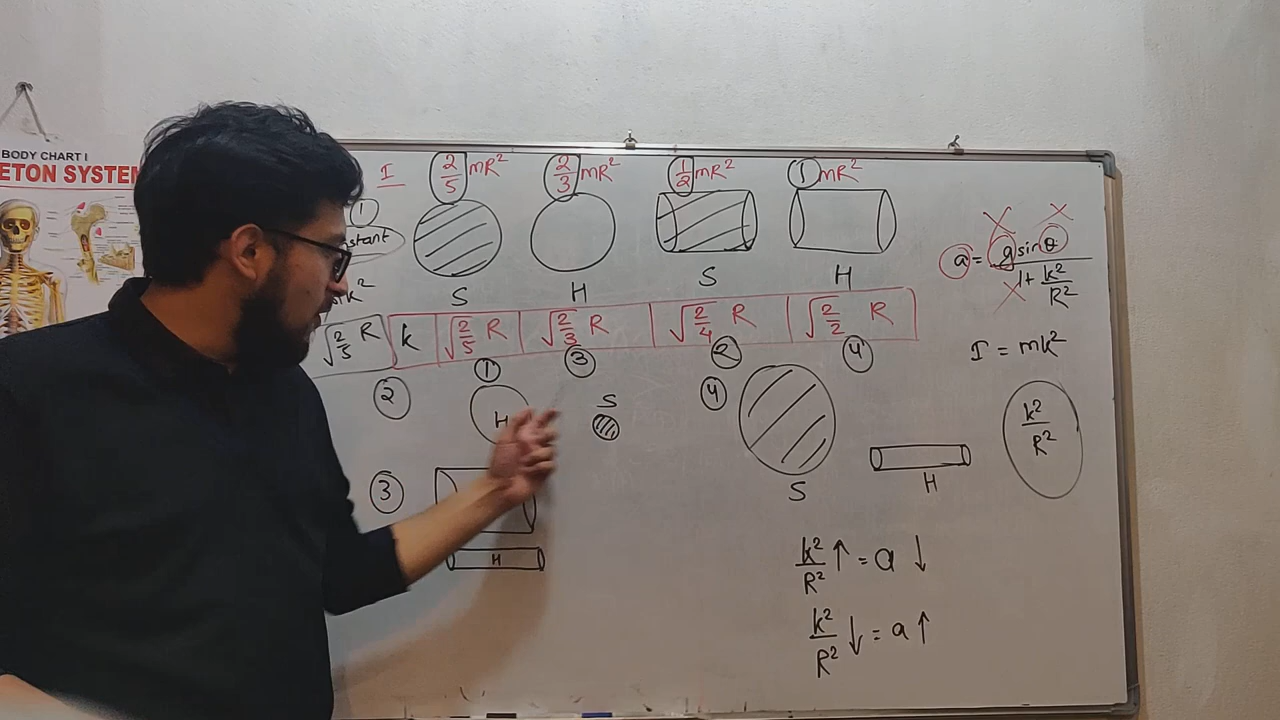 BODY CHART I
ETON SYSTEM
I 2/5 mR² 2/3 mR² 1/2 mR² 1 mR²
1
stant
S H S H
k²
√2/5 R k √2/5 R √2/3 R √2/4 R √2/2 R
1 3 2 4
a = g sin θ / 1 + k²/R²
I = mk²
k²/R²
2 H S
4 S H
3
H
k²/R² ↑ = a ↓
k²/R² ↓ = a ↑